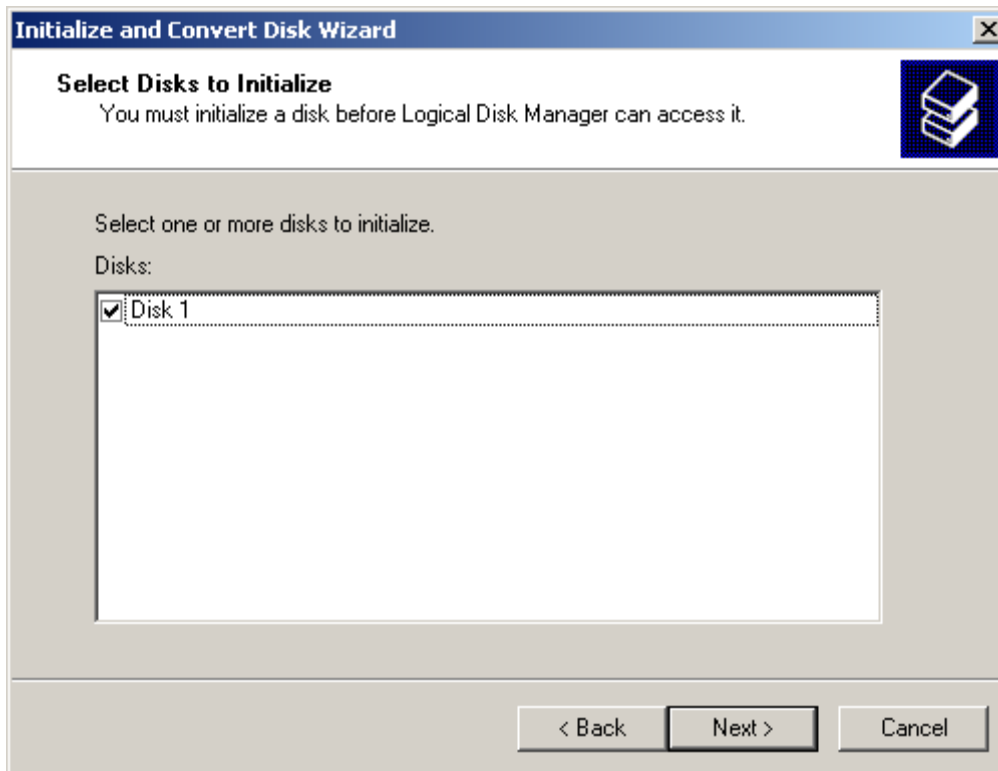 Initialize and Convert Disk Wizard
Select Disks to Initialize
You must initialize a disk before Logical Disk Manager can access it.
Select one or more disks to initialize.
Disks:
Disk 1
< Back Next > Cancel